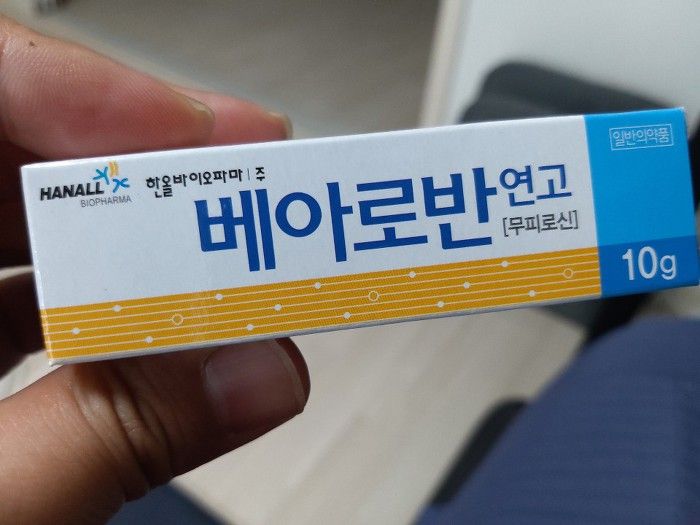 HANALL
BIOPHARMA
한올바이오파마|주
베아로반연고
[무피로신]
일반의약품
10g